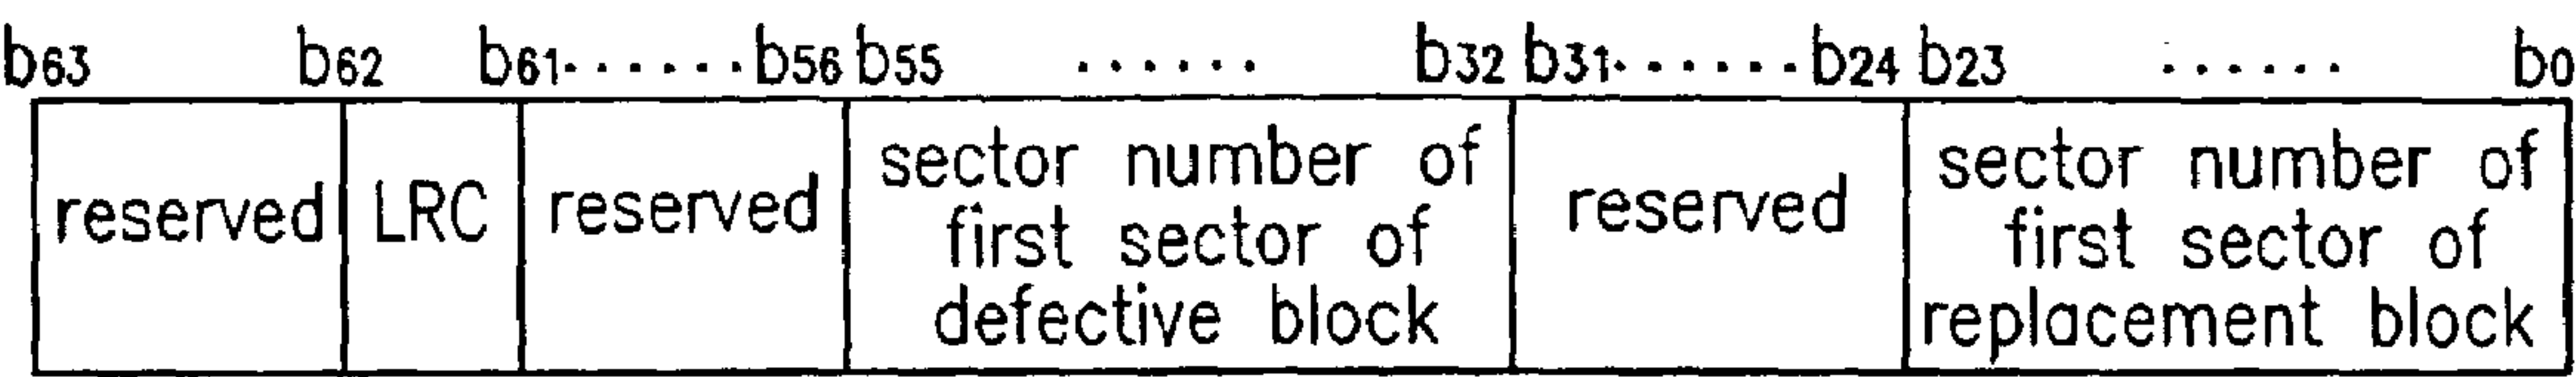 b63 b62 b61 ...... b56 b55 ...... b32 b31 ...... b24 b23 ...... b0
reserved
LRC
reserved
sector number of
first sector of
defective block
reserved
sector number of
first sector of
replacement block